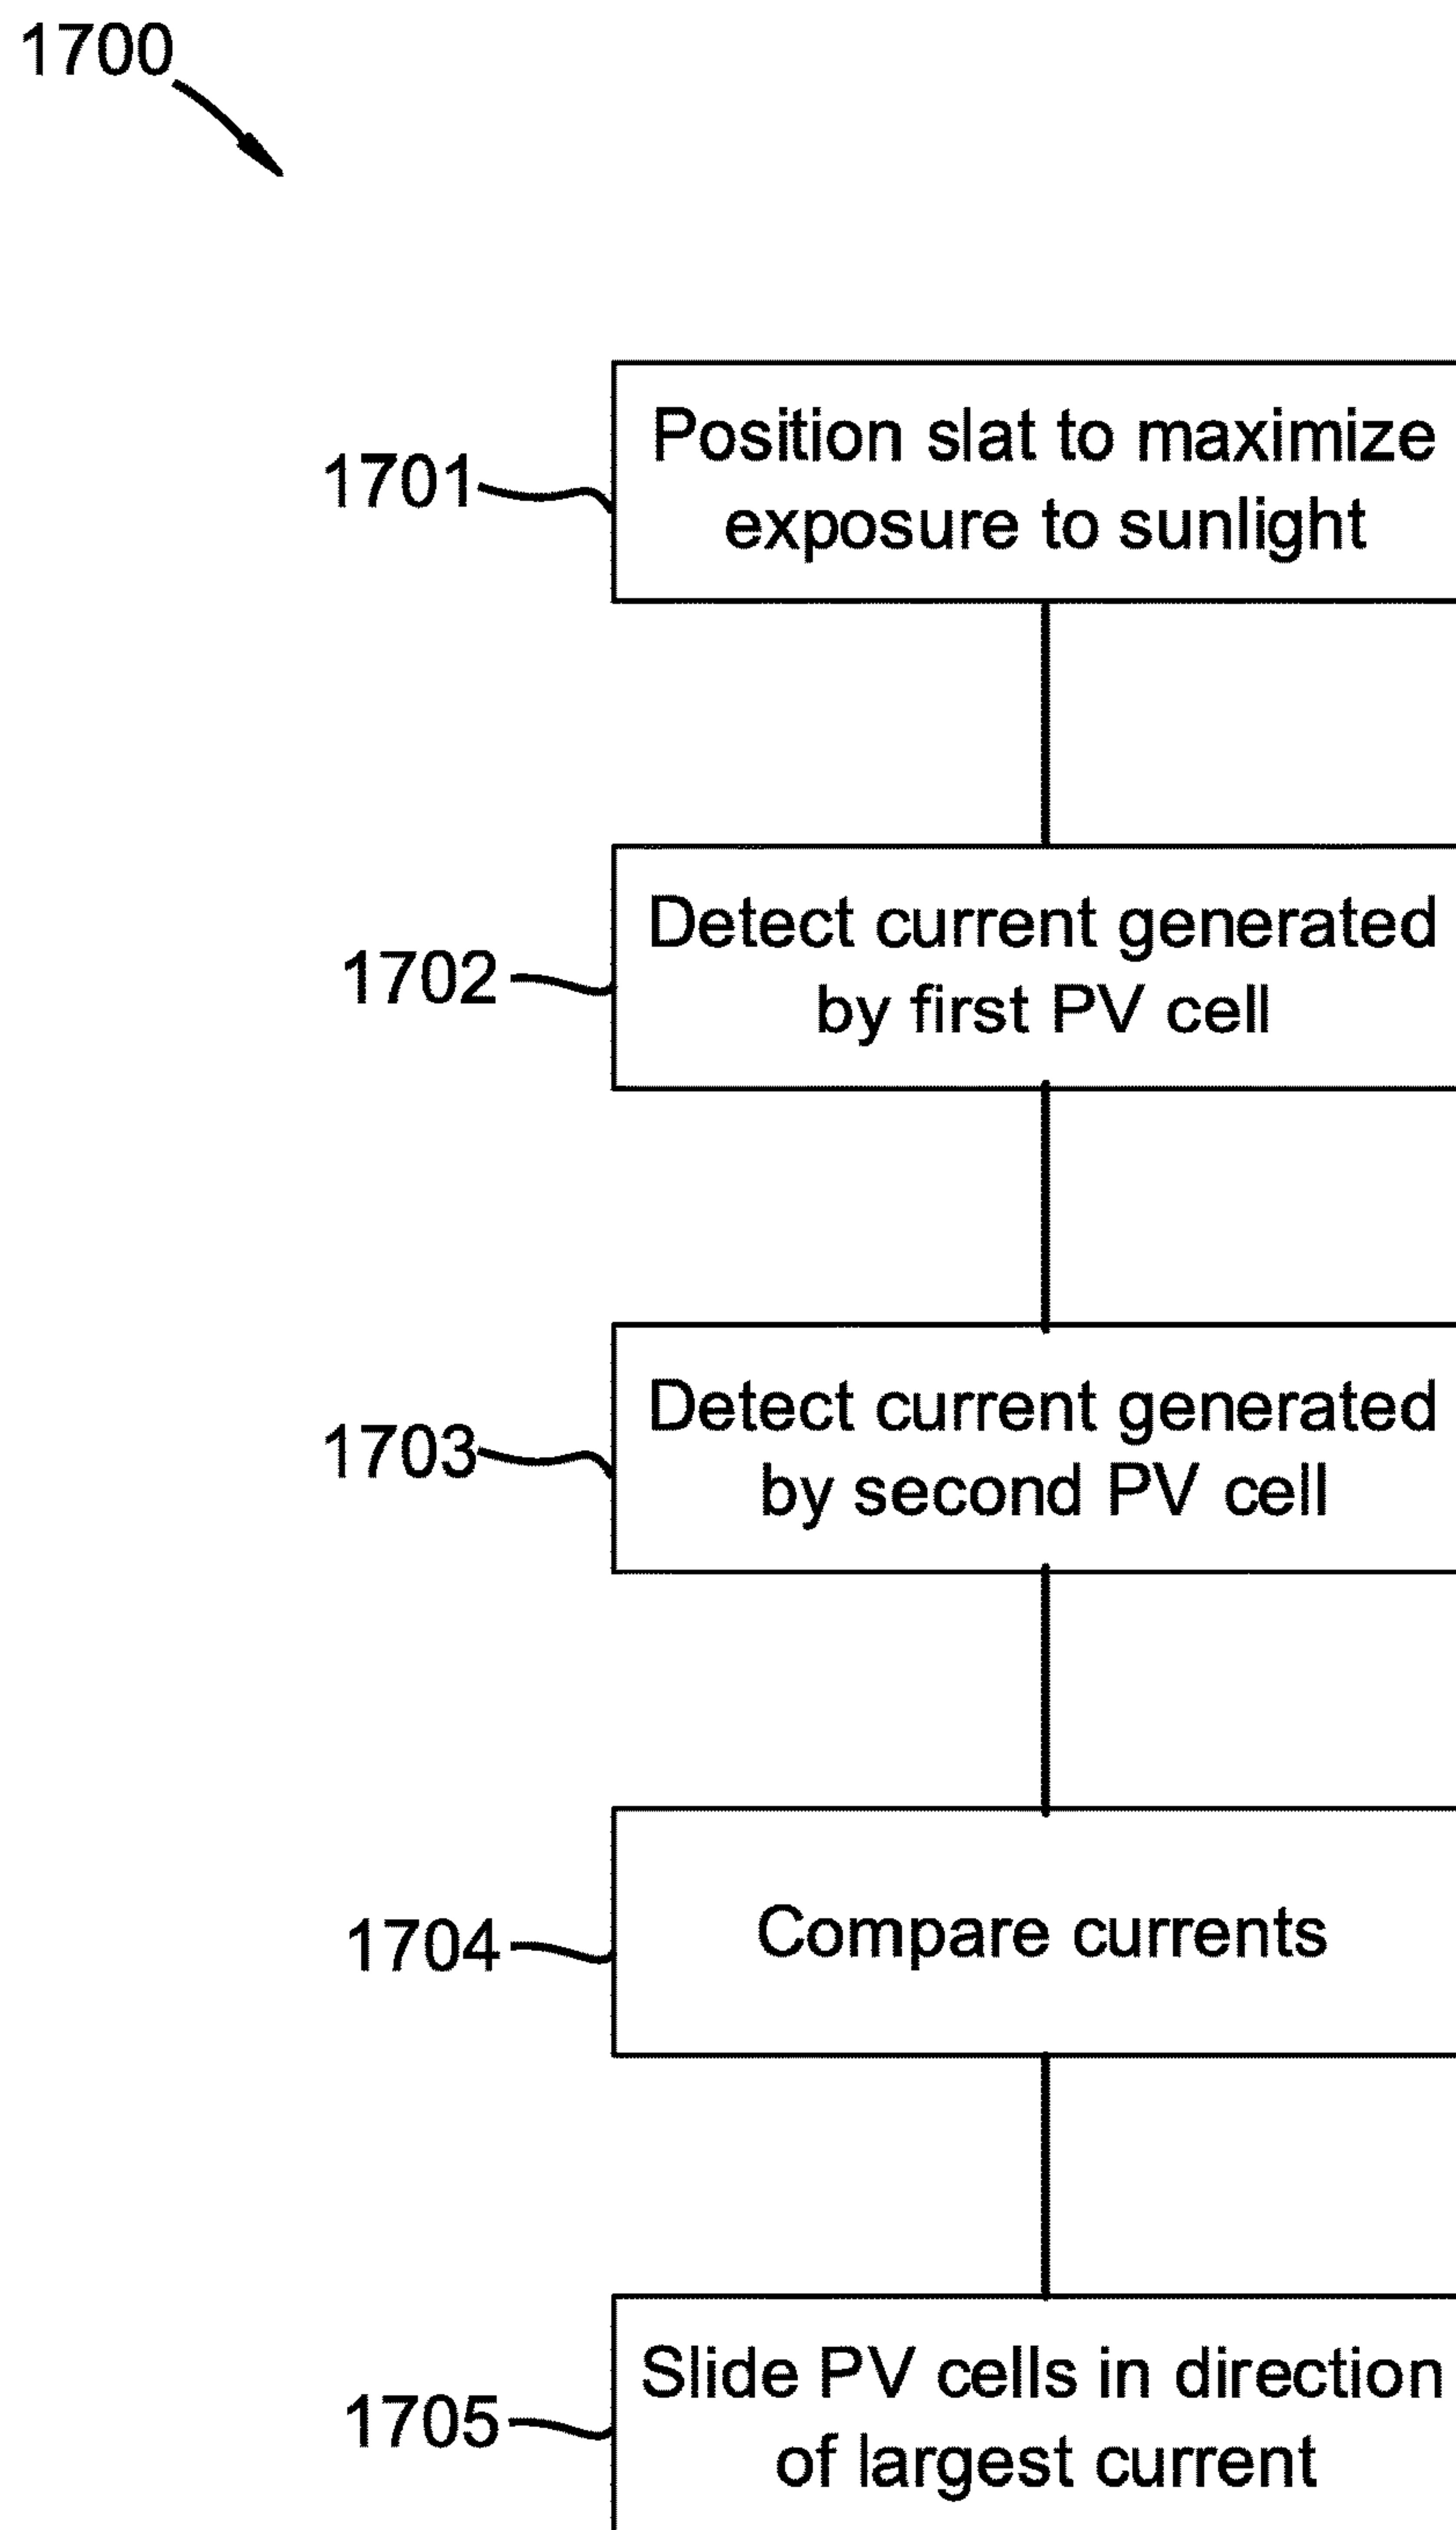 1700
1701
Position slat to maximize
exposure to sunlight
1702
Detect current generated
by first PV cell
1703
Detect current generated
by second PV cell
1704
Compare currents
1705
Slide PV cells in direction
of largest current